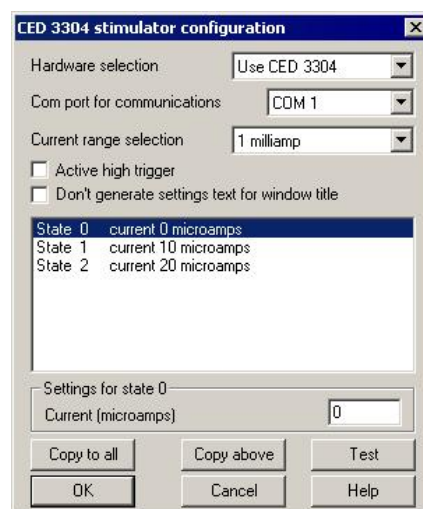 CED 3304 stimulator configuration
Hardware selection Use CED 3304
Com port for communications COM 1
Current range selection 1 milliamp
Active high trigger
Don't generate settings text for window title
State 0 current 0 microamps
State 1 current 10 microamps
State 2 current 20 microamps
Settings for state 0
Current (microamps) 0
Copy to all Copy above Test
OK Cancel Help